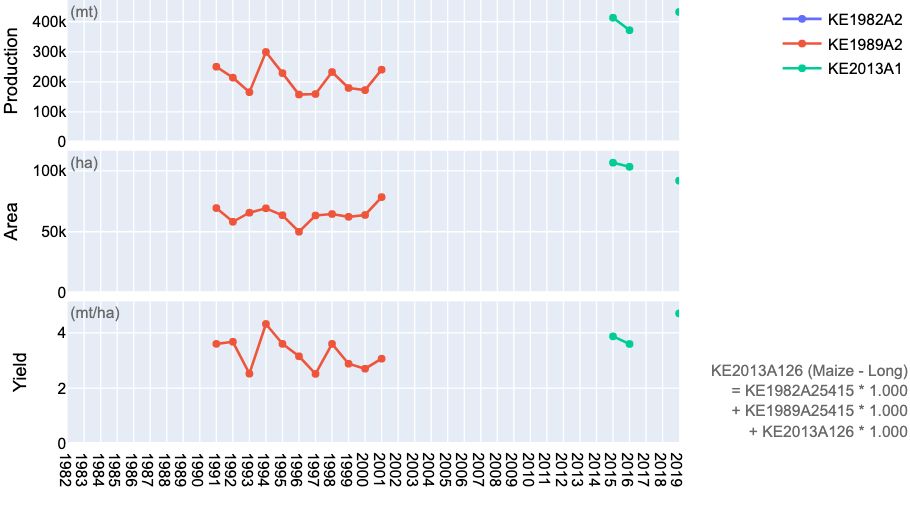 (mt)
Production
400k
300k
200k
100k
0
(ha)
Area
100k
50k
0
(mt/ha)
Yield
4
2
0
1982
1983
1984
1985
1986
1987
1988
1989
1990
1991
1992
1993
1994
1995
1996
1997
1998
1999
2000
2001
2002
2003
2004
2005
2006
2007
2008
2009
2010
2011
2012
2013
2014
2015
2016
2017
2018
2019
KE1982A2
KE1989A2
KE2013A1
KE2013A126 (Maize - Long)
= KE1982A25415 * 1.000
+ KE1989A25415 * 1.000
+ KE2013A126 * 1.000